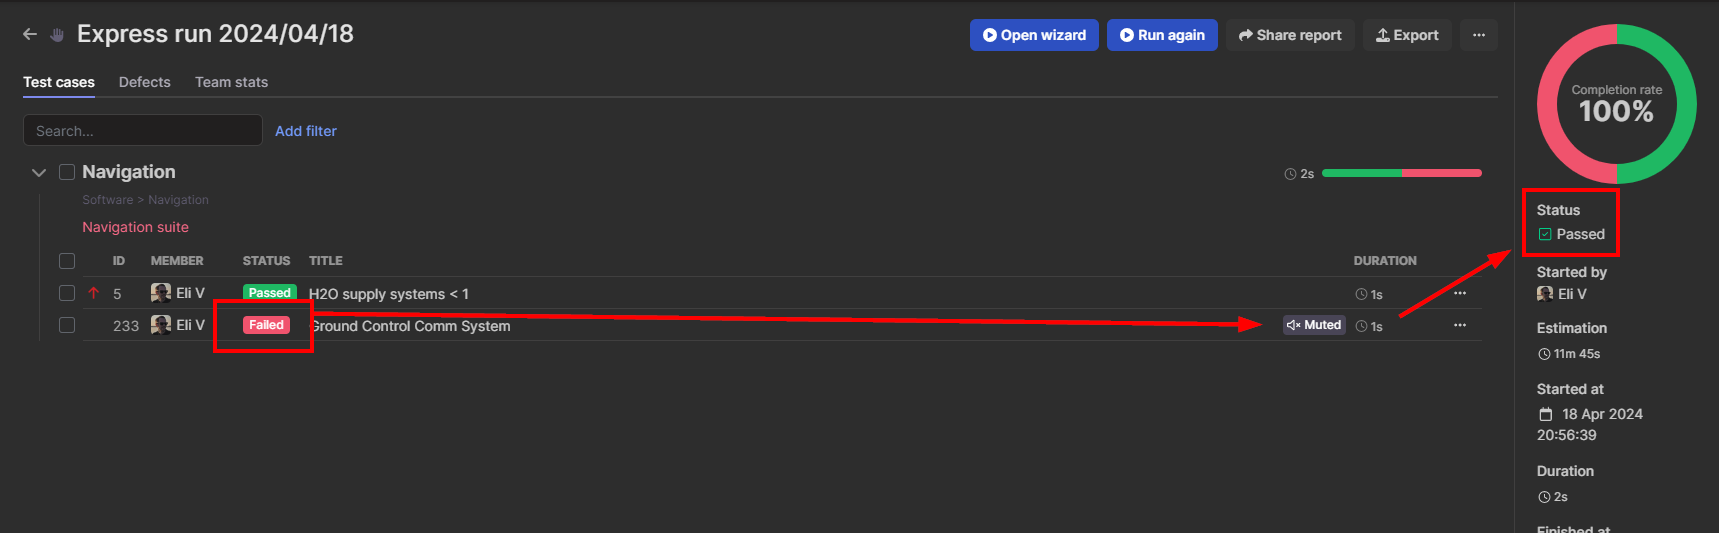 Express run 2024/04/18
Open wizard
Run again
Share report
Export
Test cases
Defects
Team stats
Search...
Add filter
Navigation
2s
Software > Navigation
Navigation suite
ID MEMBER STATUS TITLE DURATION
5 Eli V Passed H2O supply systems < 1 1s
233 Eli V Failed Ground Control Comm System Muted 1s
Completion rate
100%
Status
Passed
Started by
Eli V
Estimation
11m 45s
Started at
18 Apr 2024
20:56:39
Duration
2s
Finished at